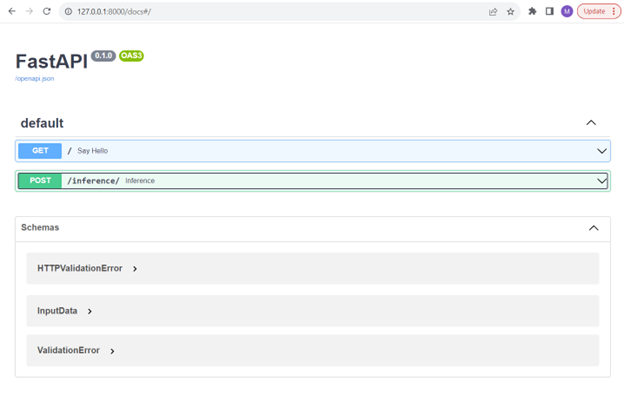 127.0.0.1:8000/docs#/
M
Update
FastAPI 0.1.0 OAS3
/openapi.json
default
GET / Say Hello
POST /inference/ Inference
Schemas
HTTPValidationError
InputData
ValidationError